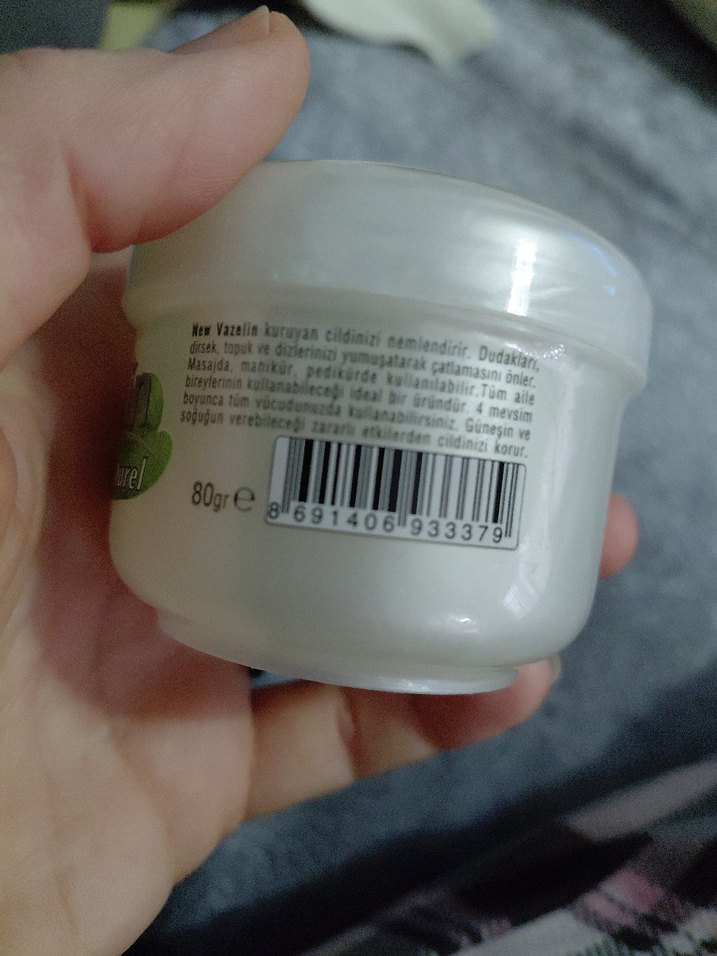 New Vazelin kuruyan cildinizi nemlendirir. Dudakları,
dirsek, topuk ve dizlerinizi yumuşatarak çatlamasını önler.
Masajda, manikür, pedikürde kullanılabilir. Tüm aile
bireylerinin kullanabileceği ideal bir üründür. 4 mevsim
boyunca tüm vücudunuzda kullanabilirsiniz. Güneşin ve
soğuğun verebileceği zararlı etkilerden cildinizi korur.
80gr ℮
8 691406 933379